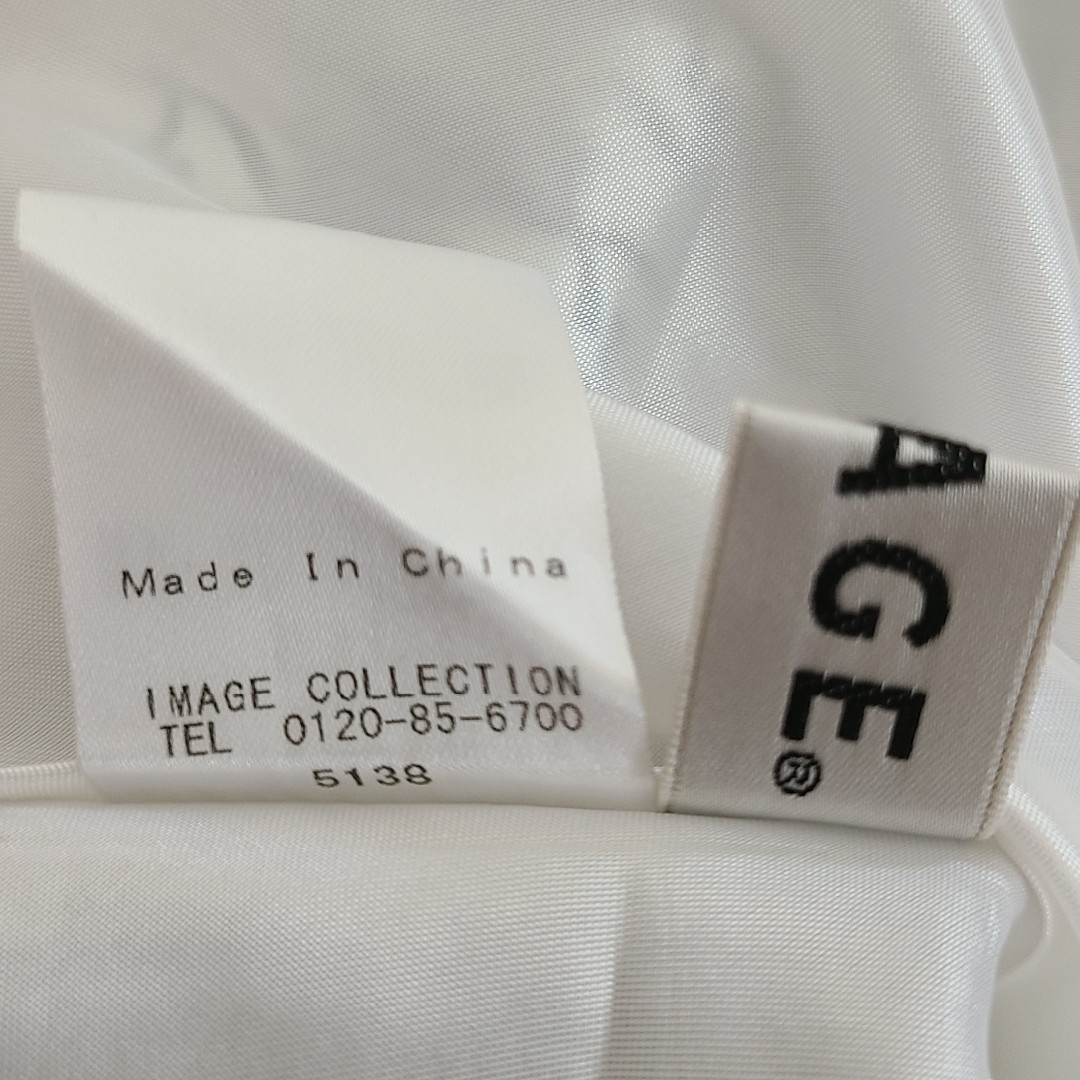 Made In China
IMAGE COLLECTION
TEL 0120-85-6700
5138
AGE®